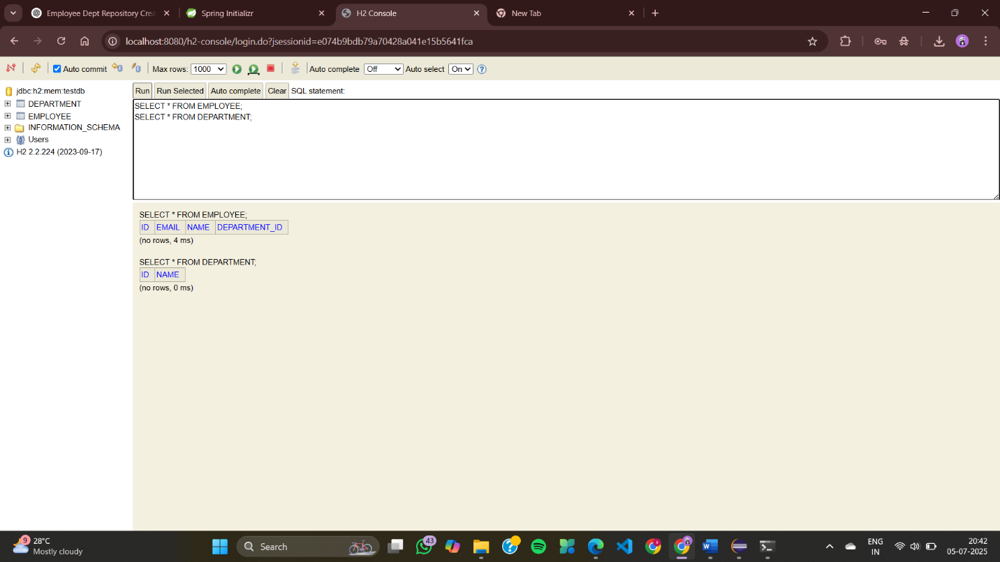 Employee Dept Repository Crea
Spring Initializr
H2 Console
New Tab
localhost:8080/h2-console/login.do?jsessionid=e074b9bdb79a70428a041e15b5641fca
Auto commit
Max rows: 1000
Auto complete Off
Auto select On
jdbc:h2:mem:testdb
DEPARTMENT
EMPLOYEE
INFORMATION_SCHEMA
Users
H2 2.2.224 (2023-09-17)
Run Run Selected Auto complete Clear SQL statement:
SELECT * FROM EMPLOYEE;
SELECT * FROM DEPARTMENT;
SELECT * FROM EMPLOYEE;
ID EMAIL NAME DEPARTMENT_ID
(no rows, 4 ms)
SELECT * FROM DEPARTMENT;
ID NAME
(no rows, 0 ms)
9
28°C
Mostly cloudy
Search
43
ENG
IN
20:42
05-07-2025